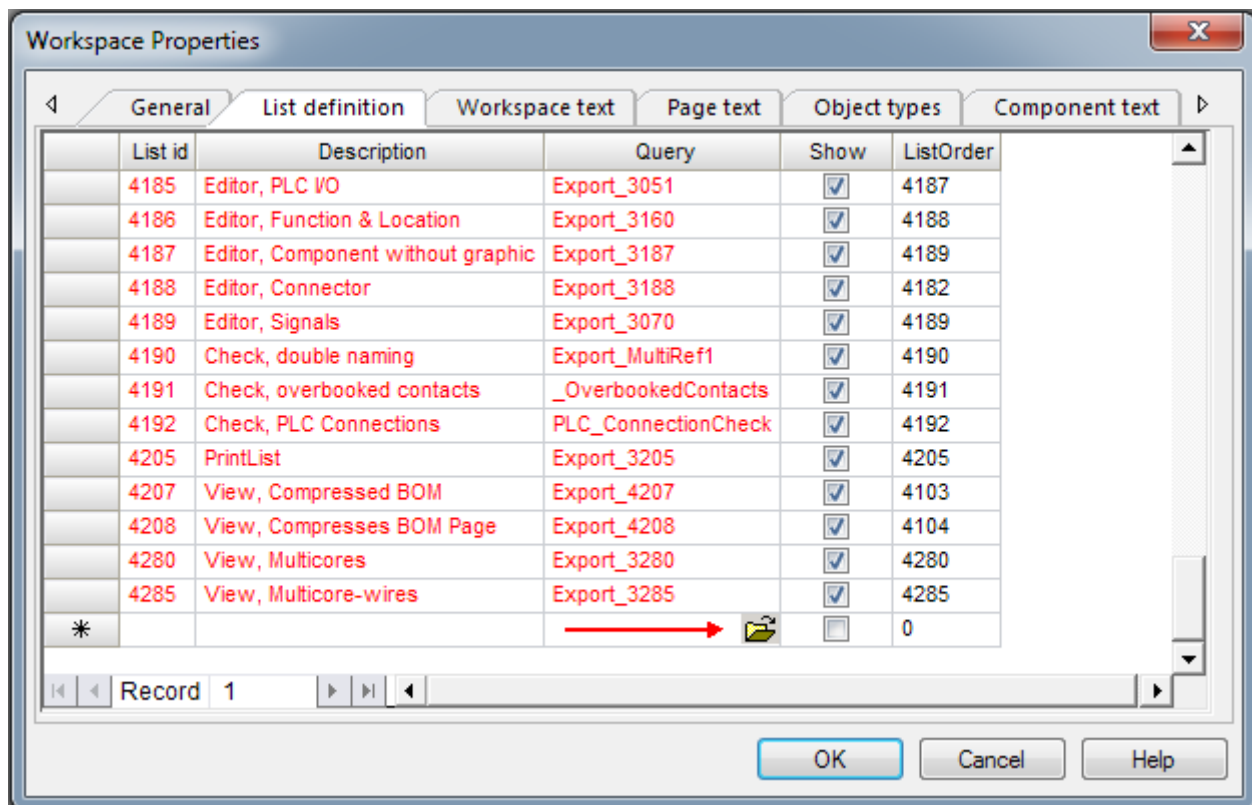 Workspace Properties
General List definition Workspace text Page text Object types Component text
List id Description Query Show ListOrder
4185 Editor, PLC I/O Export_3051 4187
4186 Editor, Function & Location Export_3160 4188
4187 Editor, Component without graphic Export_3187 4189
4188 Editor, Connector Export_3188 4182
4189 Editor, Signals Export_3070 4189
4190 Check, double naming Export_MultiRef1 4190
4191 Check, overbooked contacts _OverbookedContacts 4191
4192 Check, PLC Connections PLC_ConnectionCheck 4192
4205 PrintList Export_3205 4205
4207 View, Compressed BOM Export_4207 4103
4208 View, Compresses BOM Page Export_4208 4104
4280 View, Multicores Export_3280 4280
4285 View, Multicore-wires Export_3285 4285
0
Record 1
OK Cancel Help